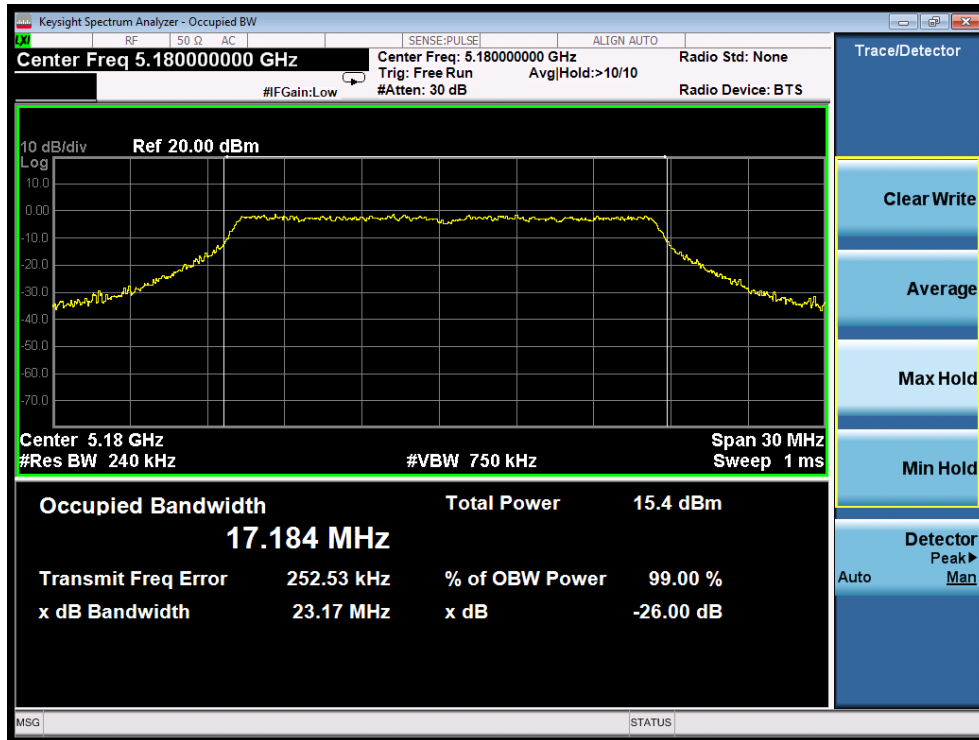 Keysight Spectrum Analyzer - Occupied BW
LXI RF 50 Ω AC SENSE:PULSE ALIGN AUTO
Center Freq 5.180000000 GHz
#IFGain:Low
Center Freq: 5.180000000 GHz
Trig: Free Run Avg|Hold:>10/10
#Atten: 30 dB
Radio Std: None
Radio Device: BTS
10 dB/div Ref 20.00 dBm
Log
10.0
0.00
-10.0
-20.0
-30.0
-40.0
-50.0
-60.0
-70.0
Center 5.18 GHz Span 30 MHz
#Res BW 240 kHz #VBW 750 kHz Sweep 1 ms
Occupied Bandwidth Total Power 15.4 dBm
17.184 MHz
Transmit Freq Error 252.53 kHz % of OBW Power 99.00 %
x dB Bandwidth 23.17 MHz x dB -26.00 dB
MSG STATUS
Trace/Detector
Clear Write
Average
Max Hold
Min Hold
Detector
Peak▶
Auto Man